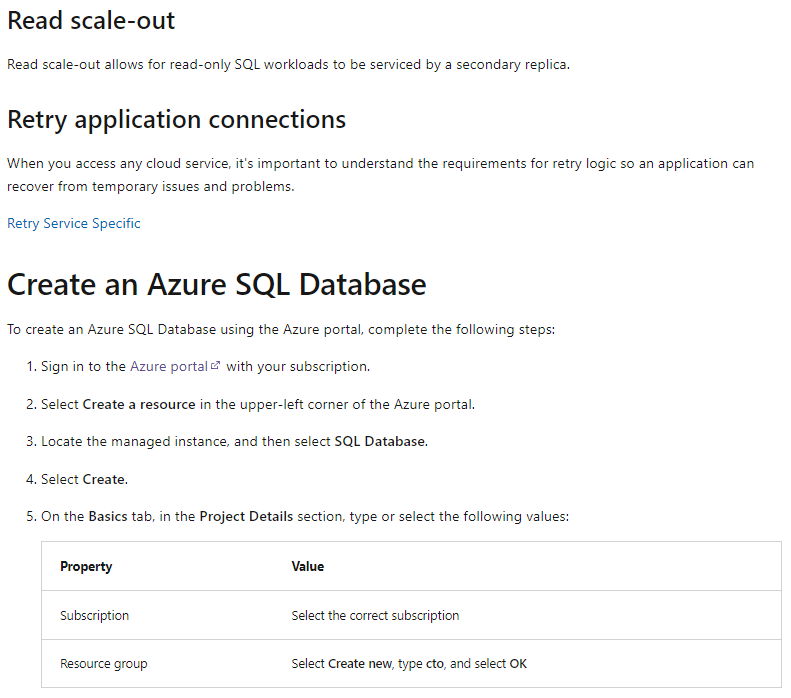 Read scale-out
Read scale-out allows for read-only SQL workloads to be serviced by a secondary replica.
Retry application connections
When you access any cloud service, it's important to understand the requirements for retry logic so an application can
recover from temporary issues and problems.
Retry Service Specific
Create an Azure SQL Database
To create an Azure SQL Database using the Azure portal, complete the following steps:
1. Sign in to the Azure portal with your subscription.
2. Select Create a resource in the upper-left corner of the Azure portal.
3. Locate the managed instance, and then select SQL Database.
4. Select Create.
5. On the Basics tab, in the Project Details section, type or select the following values:
Property Value
Subscription Select the correct subscription
Resource group Select Create new, type cto, and select OK